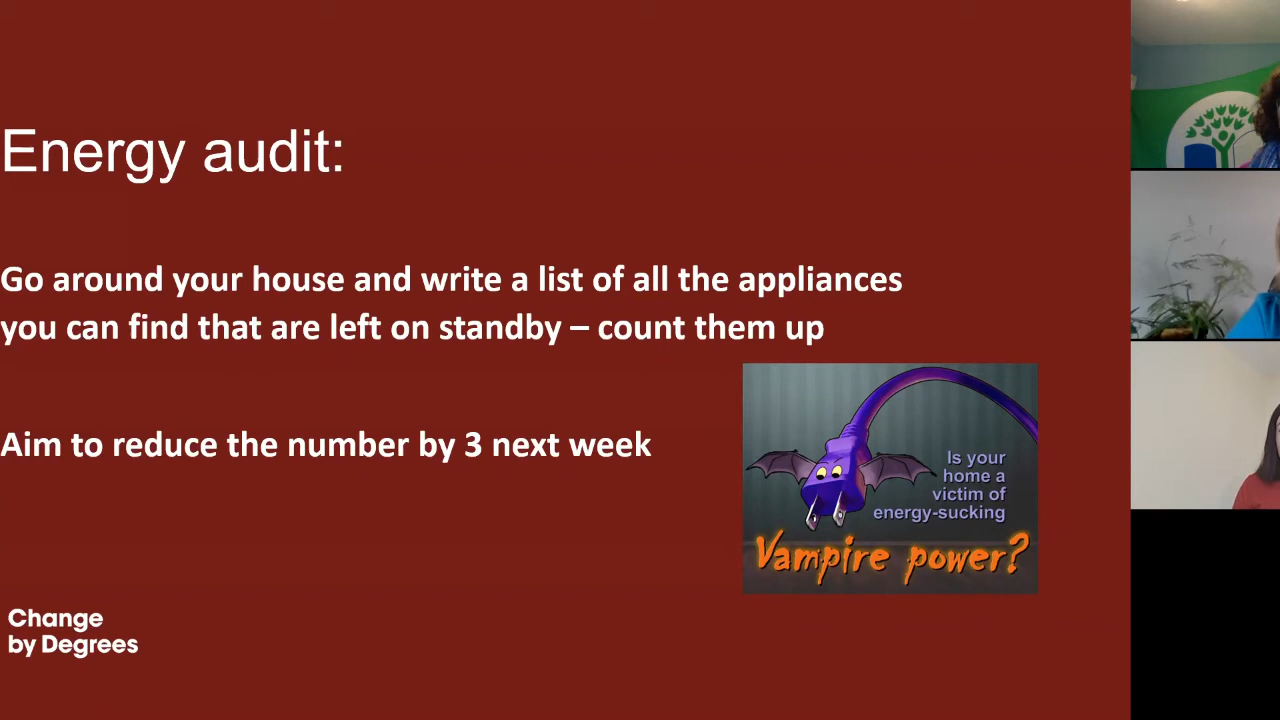 Energy audit:
Go around your house and write a list of all the appliances
you can find that are left on standby – count them up
Aim to reduce the number by 3 next week
Is your
home a
victim of
energy-sucking
Vampire power?
Change
by Degrees